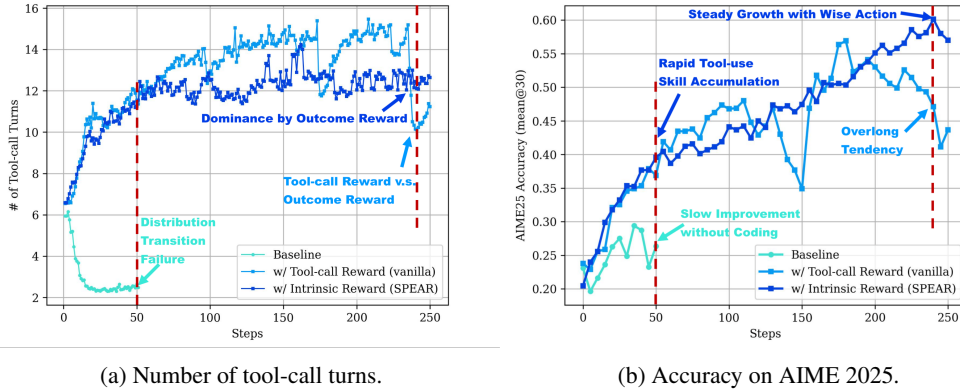 16
14
12
10
8
6
4
2
# of Tool-call Turns
0
50
100
150
200
250
Steps
Dominance by Outcome Reward
Tool-call Reward v.s.
Outcome Reward
Distribution
Transition
Failure
Baseline
w/ Tool-call Reward (vanilla)
w/ Intrinsic Reward (SPEAR)
(a) Number of tool-call turns.
0.60
0.55
0.50
0.45
0.40
0.35
0.30
0.25
0.20
AIME25 Accuracy (mean@30)
0
50
100
150
200
250
Steps
Steady Growth with Wise Action
Rapid Tool-use
Skill Accumulation
Overlong
Tendency
Slow Improvement
without Coding
Baseline
w/ Tool-call Reward (vanilla)
w/ Intrinsic Reward (SPEAR)
(b) Accuracy on AIME 2025.